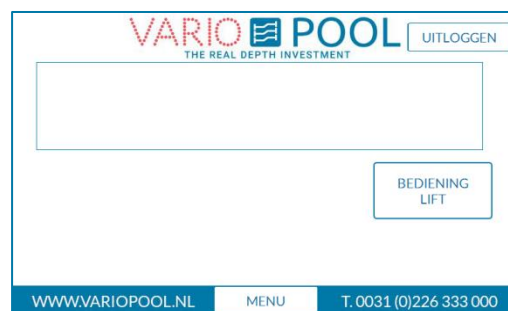 VARIO POOL
THE REAL DEPTH INVESTMENT
UITLOGGEN
BEDIENING
LIFT
WWW.VARIOPOOL.NL
MENU
T. 0031 (0)226 333 000